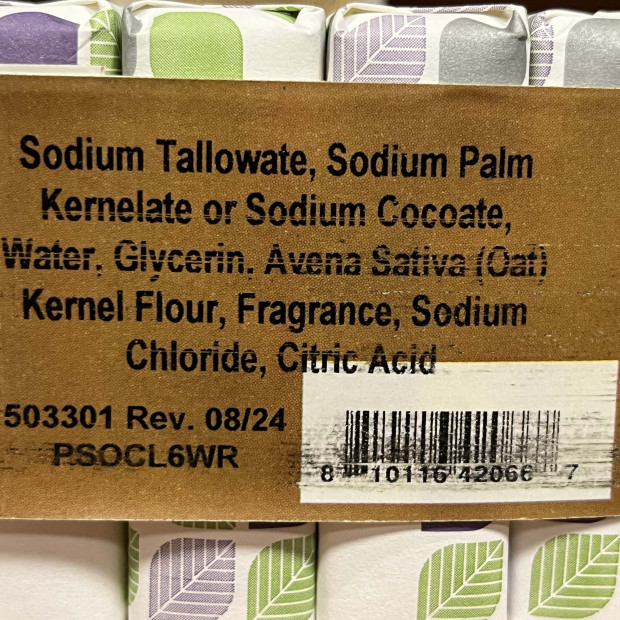 Sodium Tallowate, Sodium Palm
Kernelate or Sodium Cocoate,
Water, Glycerin, Avena Sativa (Oat)
Kernel Flour, Fragrance, Sodium
Chloride, Citric Acid
503301 Rev. 08/24
PSOCL6WR
8 10116 42066 7